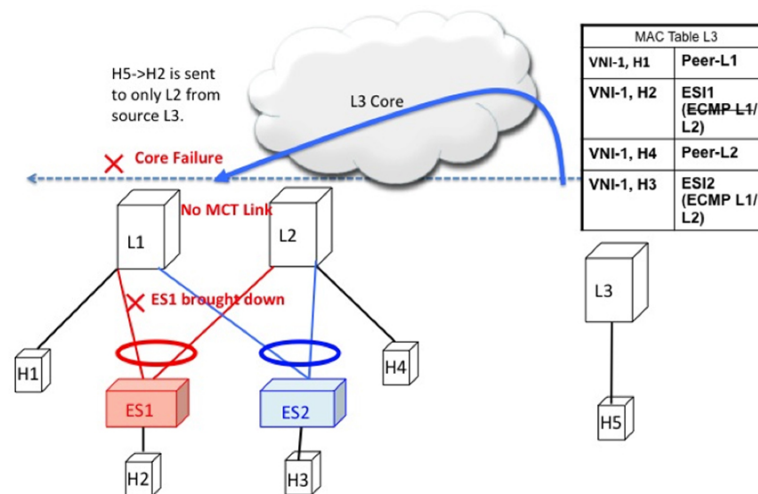 MAC Table L3
VNI-1, H1 Peer-L1
VNI-1, H2 ESI1
(ECMP L1/
L2)
VNI-1, H4 Peer-L2
VNI-1, H3 ESI2
(ECMP L1/
L2)
H5->H2 is sent
to only L2 from
source L3.
L3 Core
Core Failure
No MCT Link
L1
L2
L3
ES1 brought down
H1
H4
ES1
ES2
H5
H2
H3